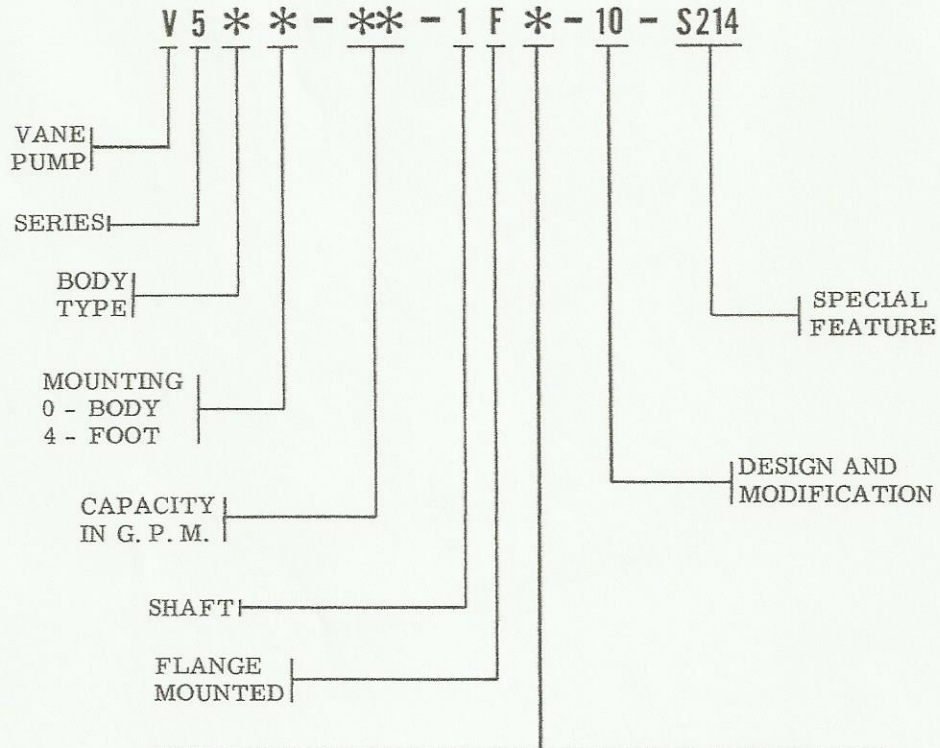 V 5 * * - ** - 1 F * - 10 - S214
VANE
PUMP
SERIES
BODY
TYPE
SPECIAL
FEATURE
MOUNTING
0 - BODY
4 - FOOT
DESIGN AND
MODIFICATION
CAPACITY
IN G. P. M.
SHAFT
FLANGE
MOUNTED